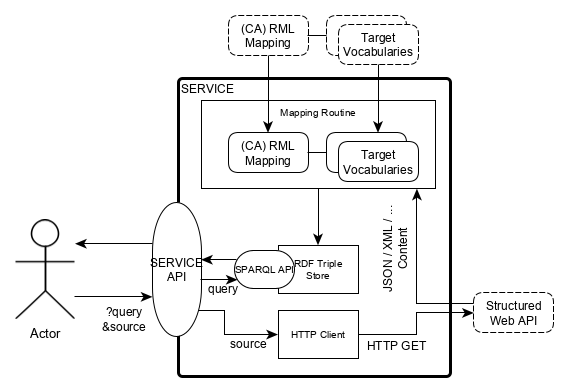 (CA) RML
Mapping
Target
Vocabularies
SERVICE
Mapping Routine
(CA) RML
Mapping
Target
Vocabularies
JSON / XML / ...
Content
SERVICE
API
SPARQL API
RDF Triple
Store
query
?query
&source
Actor
source
HTTP Client
HTTP GET
Structured
Web API